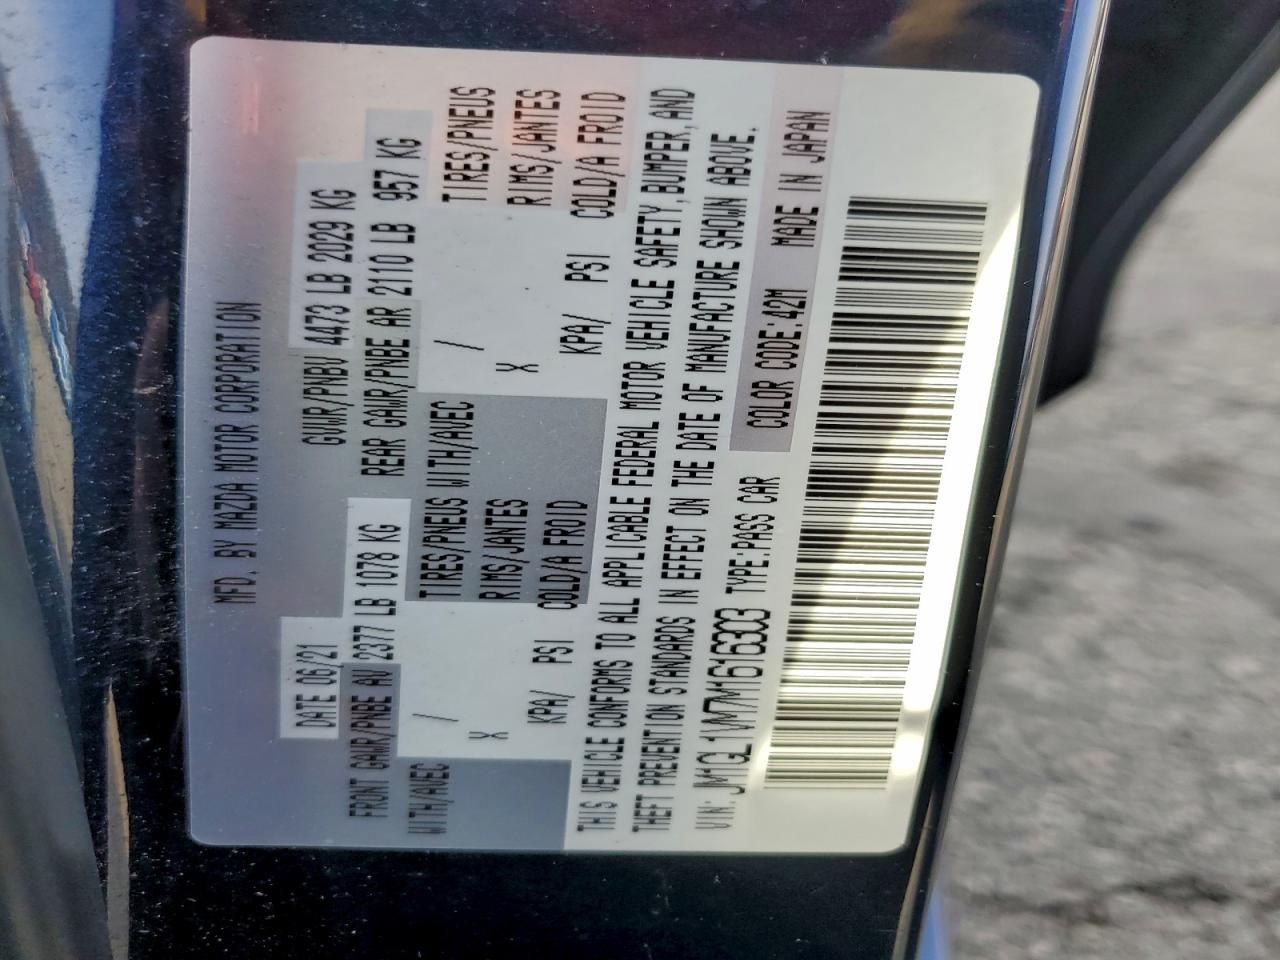 MFD. BY MAZDA MOTOR CORPORATION
DATE 06/21 GVWR/PNBV 4473 LB 2029 KG
FRONT GAWR/PNBE AV 2377 LB 1078 KG REAR GAWR/PNBE AR 2110 LB 957 KG
WITH/AVEC / TIRES/PNEUS WITH/AVEC / TIRES/PNEUS
X RIMS/JANTES X RIMS/JANTES
KPA/ PSI COLD/A FROID KPA/ PSI COLD/A FROID
THIS VEHICLE CONFORMS TO ALL APPLICABLE FEDERAL MOTOR VEHICLE SAFETY, BUMPER, AND
THEFT PREVENTION STANDARDS IN EFFECT ON THE DATE OF MANUFACTURE SHOWN ABOVE.
VIN: JM1GL1VM7M1616303 TYPE:PASS CAR COLOR CODE:42M MADE IN JAPAN